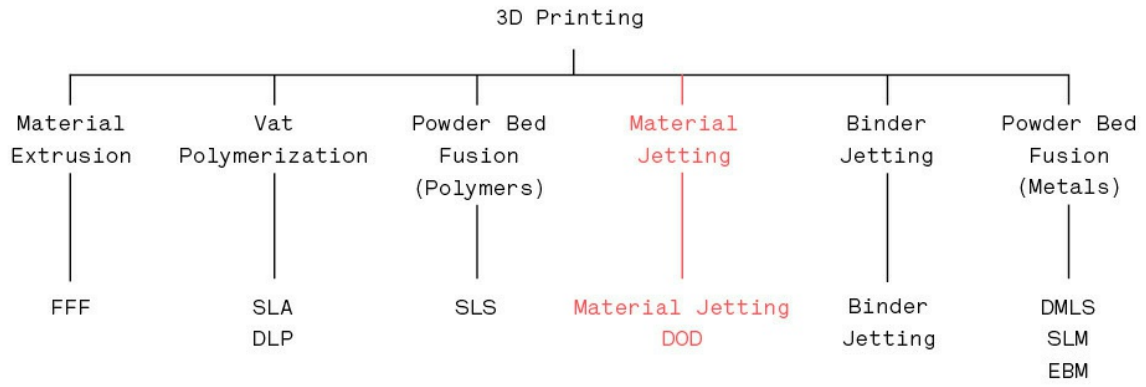 3D Printing
Material
Extrusion
Vat
Polymerization
Powder Bed
Fusion
(Polymers)
Material
Jetting
Binder
Jetting
Powder Bed
Fusion
(Metals)
FFF
SLA
DLP
SLS
Material Jetting
DOD
Binder
Jetting
DMLS
SLM
EBM